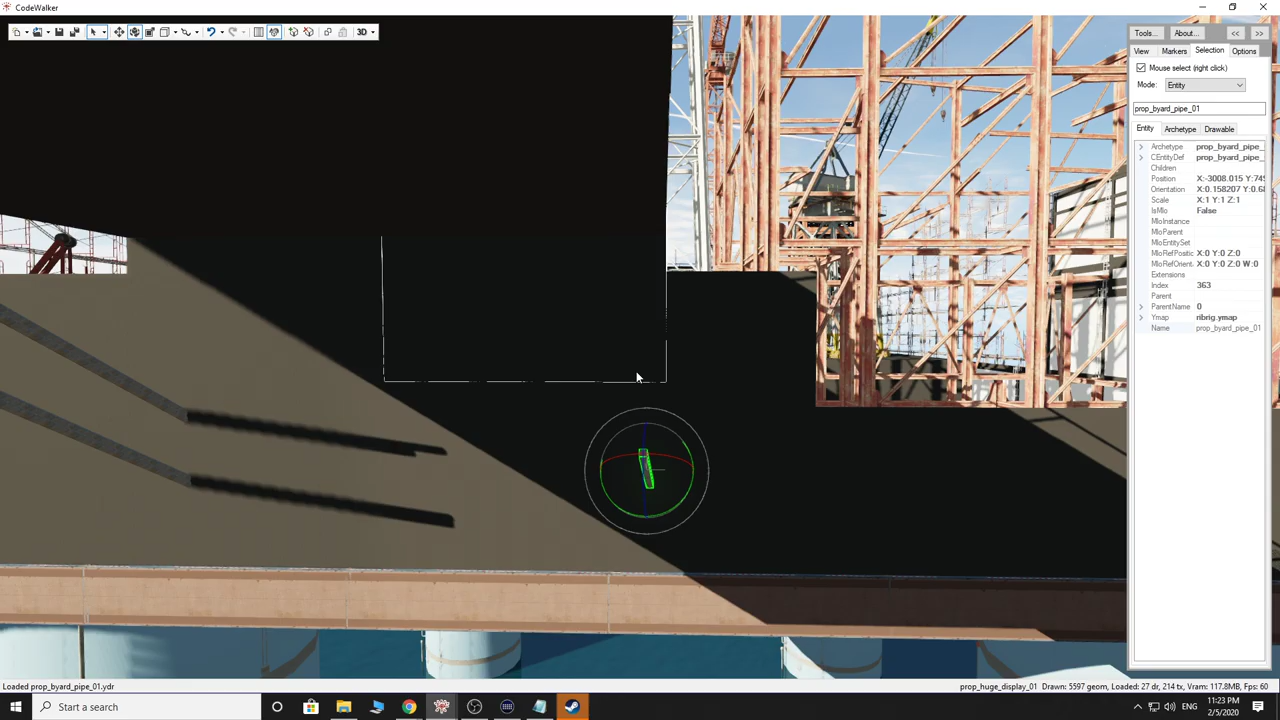 CodeWalker
3D
Tools... About... << >>
View Markers Selection Options
Mouse select (right click)
Mode: Entity
prop_byard_pipe_01
Entity Archetype Drawable
Archetype prop_byard_pipe_
CEntityDef prop_byard_pipe_
Children
Position X:-3008.015 Y:74
Orientation X:0.158207 Y:0.6
Scale X:1 Y:1 Z:1
IsMlo False
MloInstance
MloParent
MloEntitySet
MloRefPositic X:0 Y:0 Z:0
MloRefOrient X:0 Y:0 Z:0 W:0
Extensions
Index 363
Parent
ParentName 0
Ymap ribrig.ymap
Name prop_byard_pipe_01
Loaded prop_byard_pipe_01.ydr
prop_huge_display_01 Drawn: 5597 geom, Loaded: 27 dr, 214 tx, Vram: 117.8MB, Fps: 60
Start a search
ENG
11:23 PM
2/5/2020